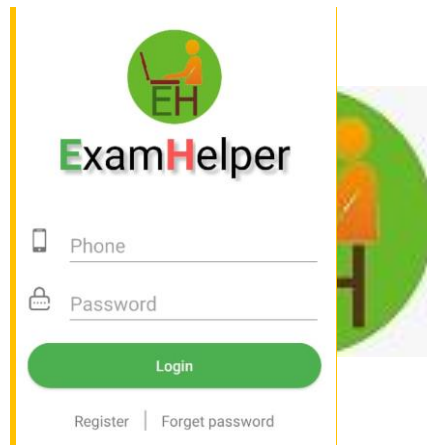 EH
ExamHelper
Phone
Password
Login
Register | Forget password
H